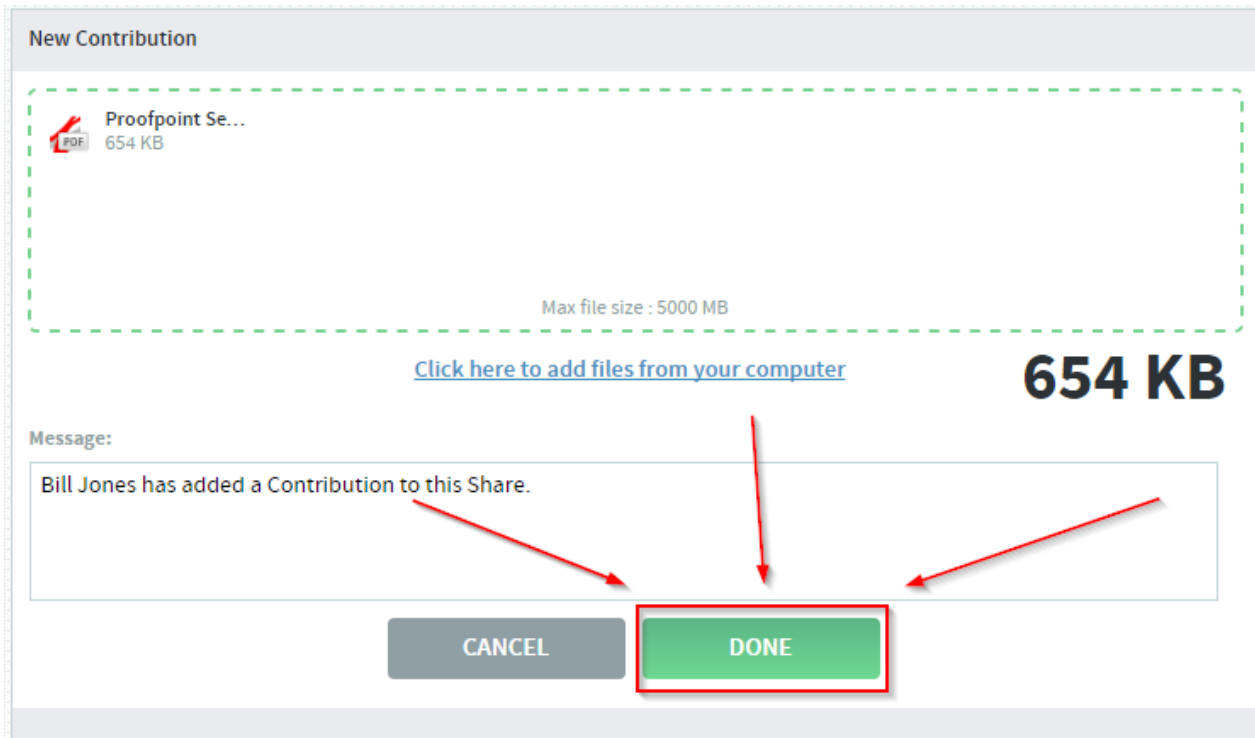 New Contribution
Proofpoint Se...
PDF
654 KB
Max file size : 5000 MB
Click here to add files from your computer
654 KB
Message:
Bill Jones has added a Contribution to this Share.
CANCEL
DONE